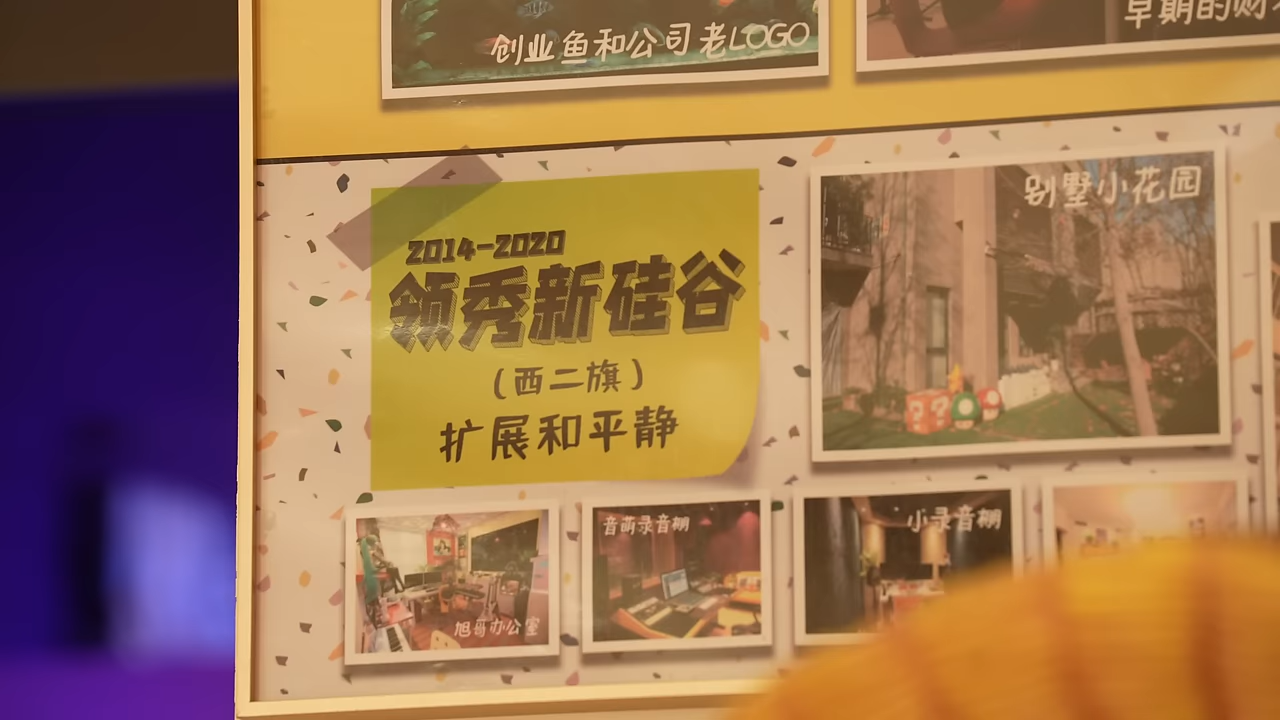 创业鱼和公司老LOGO
早期的财
2014-2020
领秀新硅谷
(西二旗)
扩展和平静
别墅小花园
旭哥办公室
音萌录音棚
小录音棚